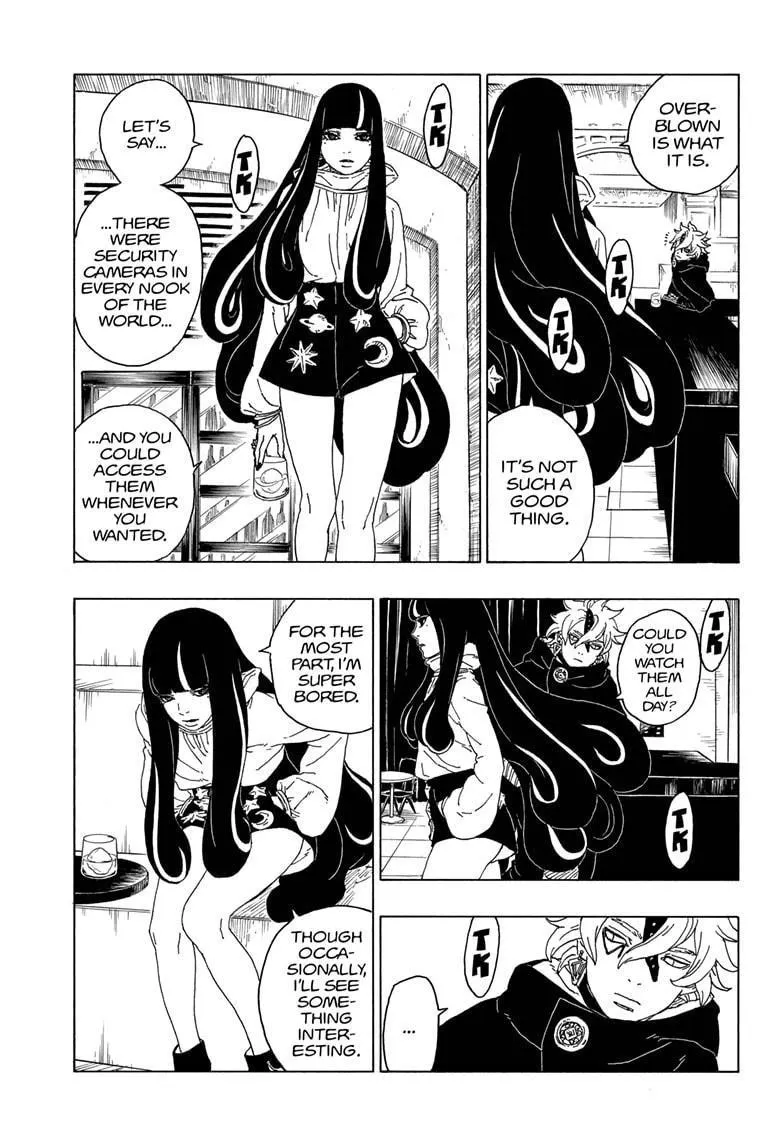 OVER-
BLOWN
IS WHAT
IT IS.
TK
TK
IT'S NOT
SUCH A
GOOD
THING.
TK
TK
LET'S
SAY...
...THERE
WERE
SECURITY
CAMERAS IN
EVERY NOOK
OF THE
WORLD...
...AND YOU
COULD
ACCESS
THEM
WHENEVER
YOU
WANTED.
TK
COULD
YOU
WATCH
THEM
ALL
DAY?
TK
TK
...
FOR THE
MOST
PART, I'M
SUPER
BORED.
THOUGH
OCCA-
SIONALLY,
I'LL SEE
SOME-
THING
INTER-
ESTING.